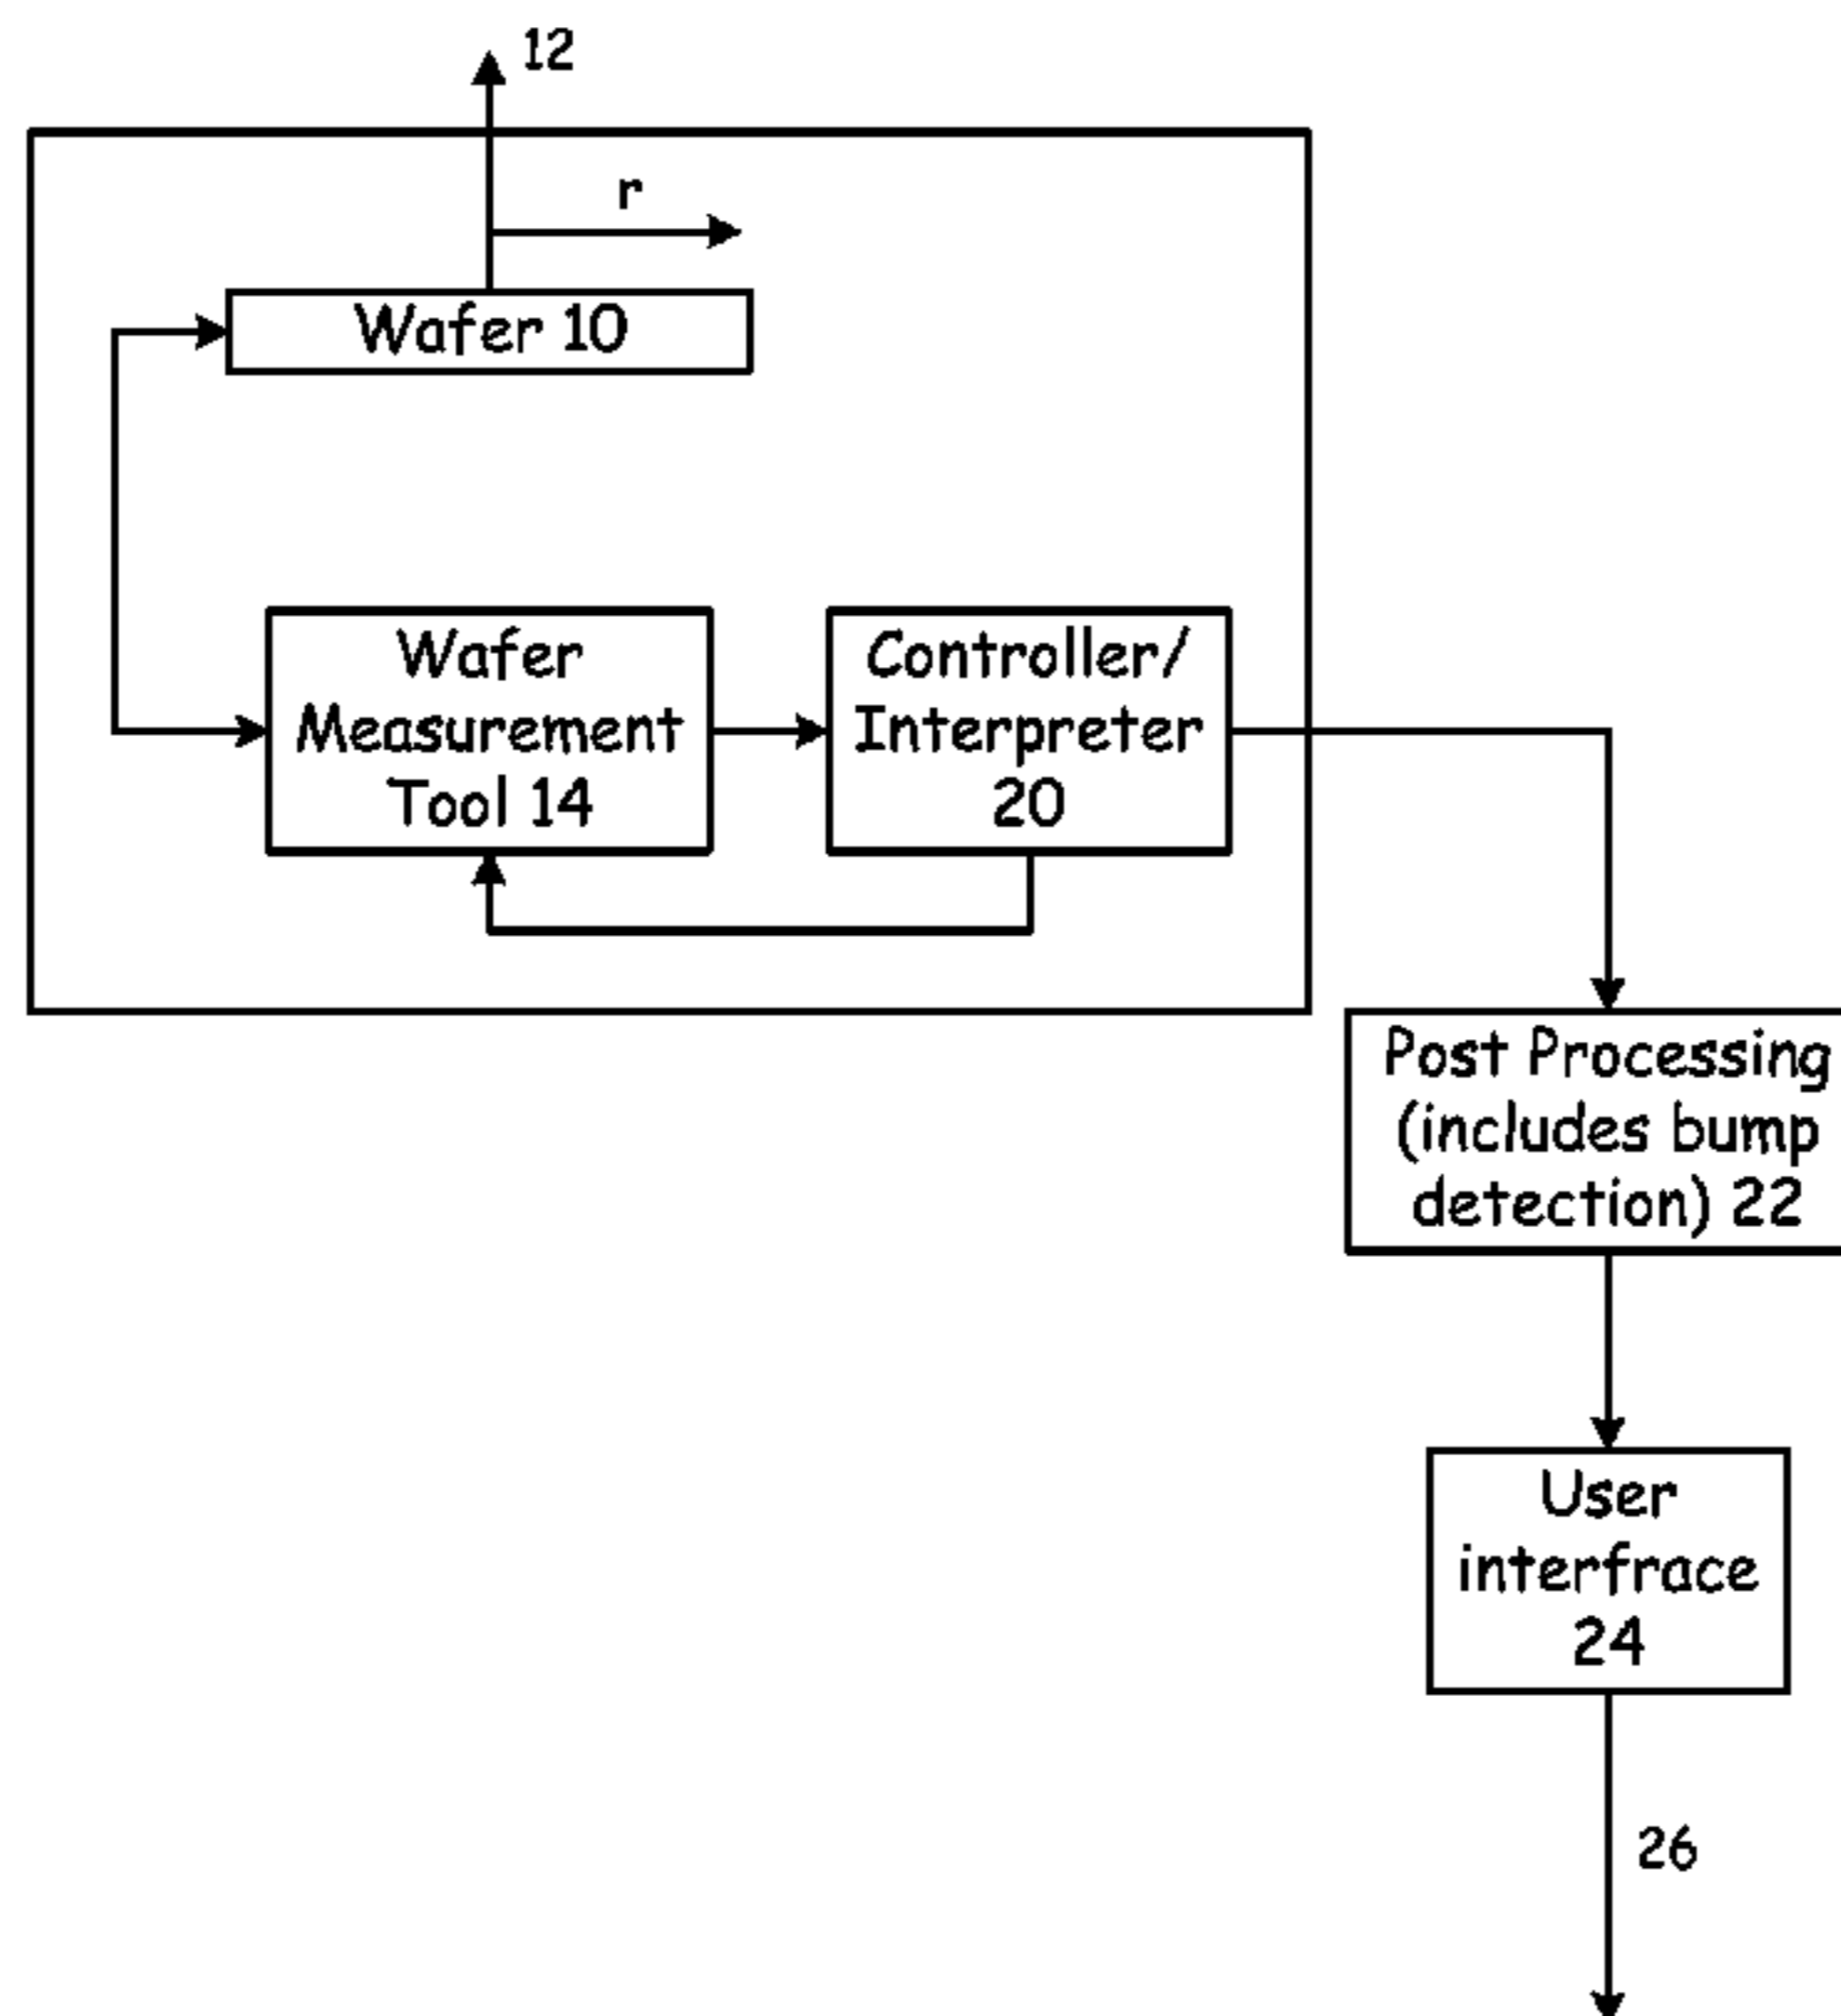 12
r
Wafer 10
Wafer
Measurement
Tool 14
Controller/
Interpreter
20
Post Processing
(includes bump
detection) 22
User
interfrace
24
26